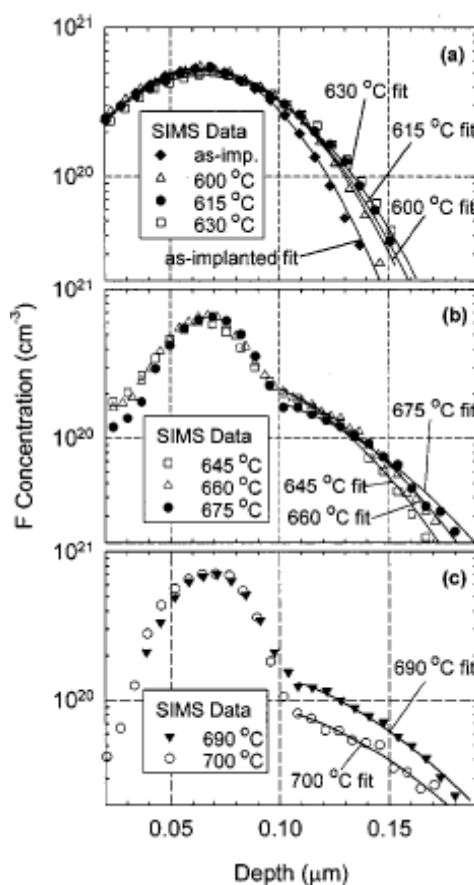 10²¹
(a)
630 °C fit
SIMS Data
as-imp.
600 °C
615 °C
630 °C
10²⁰
615 °C fit
600 °C fit
as-implanted fit
10²¹
(b)
F Concentration (cm⁻³)
10²⁰
SIMS Data
645 °C
660 °C
675 °C
675 °C fit
645 °C fit
660 °C fit
10²¹
(c)
10²⁰
SIMS Data
690 °C
700 °C
690 °C fit
700 °C fit
0.05 0.10 0.15
Depth (μm)